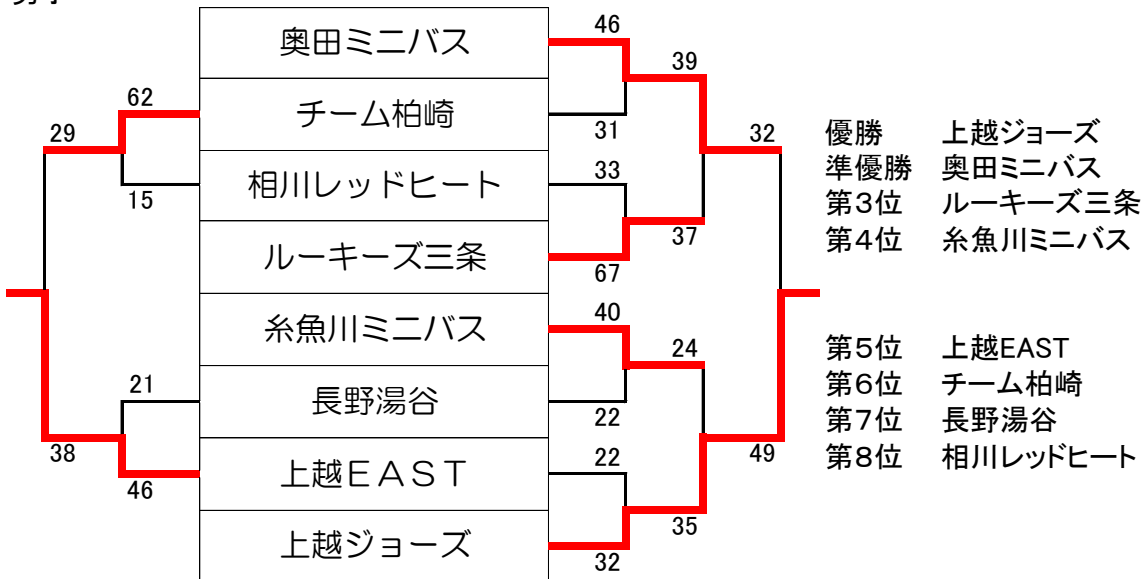 奥田ミニバス
チーム柏崎
相川レッドヒート
ルーキーズ三条
糸魚川ミニバス
長野湯谷
上越ＥＡＳＴ
上越ジョーズ
62
29
15
21
38
46
46
39
31
32
33
37
67
40
24
22
22
49
35
32
優勝 上越ジョーズ
準優勝 奥田ミニバス
第3位 ルーキーズ三条
第4位 糸魚川ミニバス
第5位 上越EAST
第6位 チーム柏崎
第7位 長野湯谷
第8位 相川レッドヒート